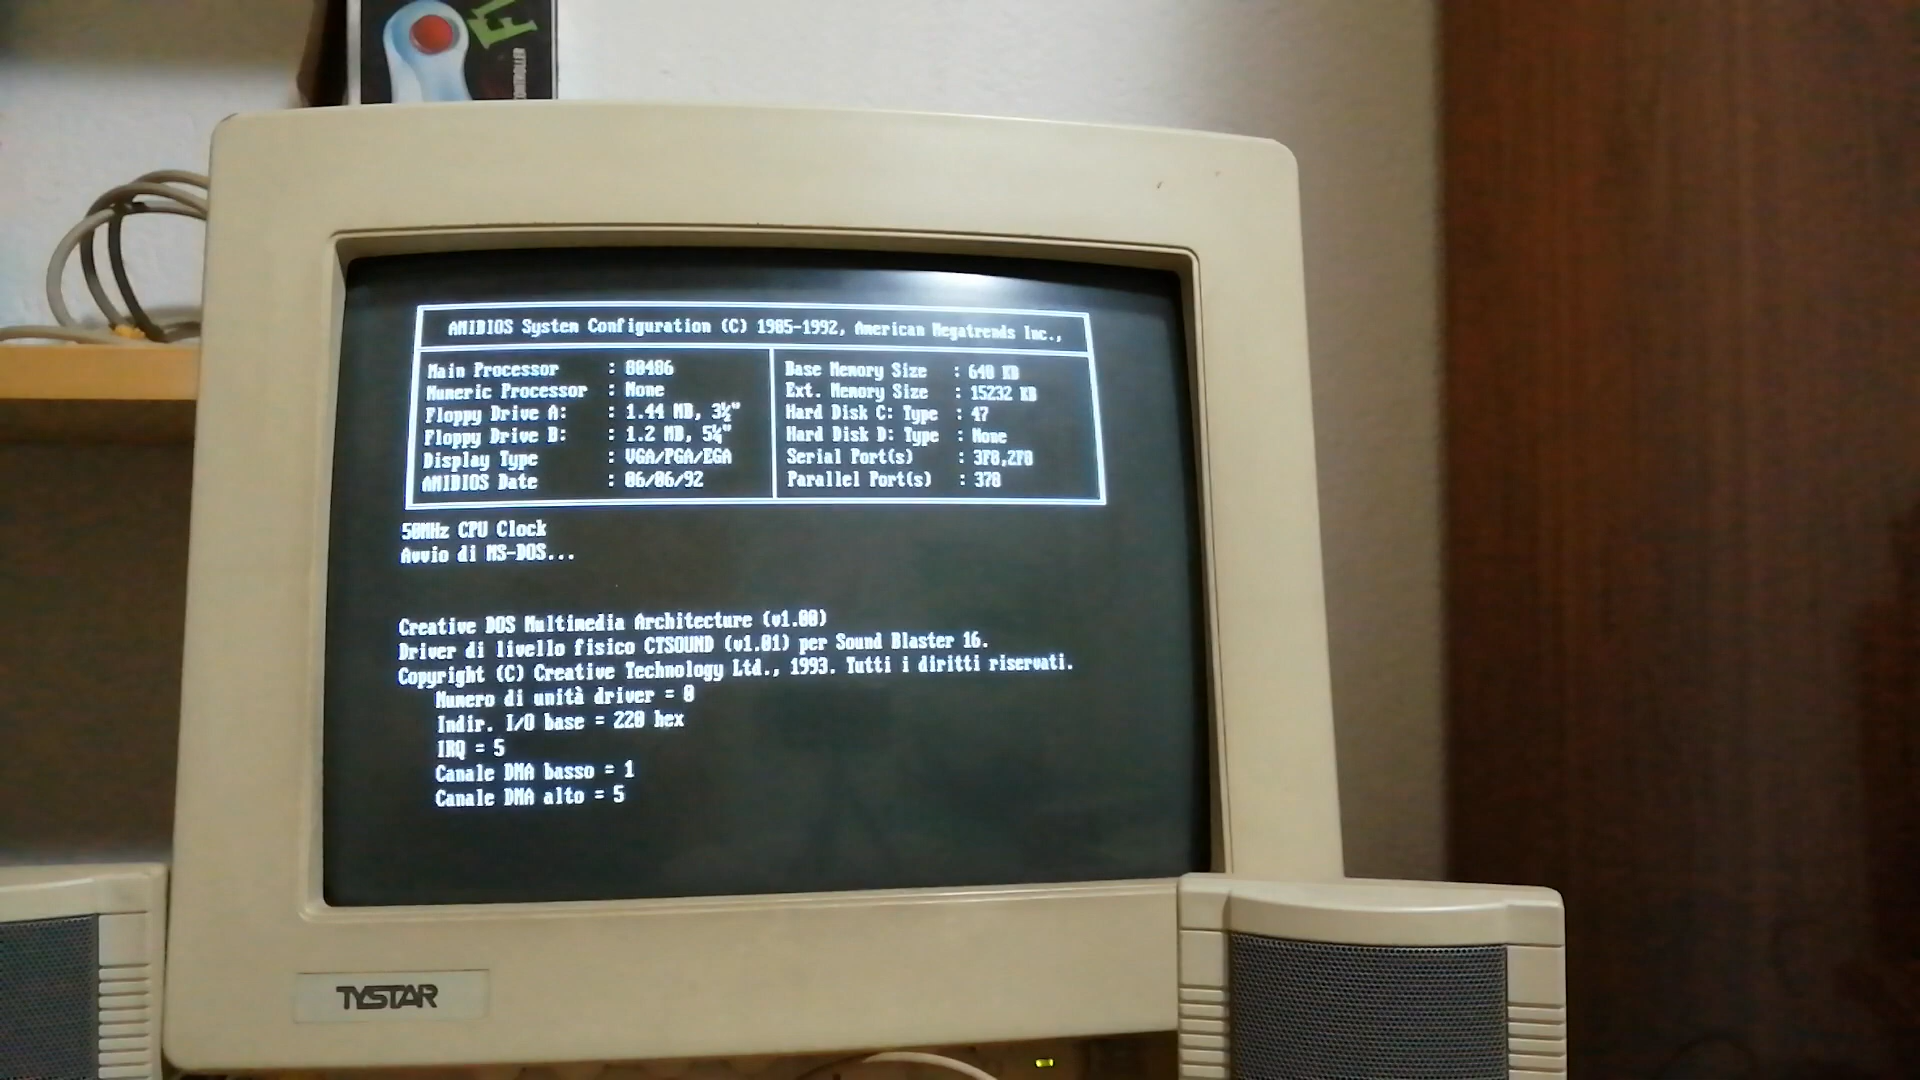 CONTROLLER
AMIBIOS System Configuration (C) 1985-1992, American Megatrends Inc.,
Main Processor : 80486
Base Memory Size : 640 KB
Numeric Processor : None
Ext. Memory Size : 15232 KB
Floppy Drive A: : 1.44 MB, 3½"
Hard Disk C: Type : 47
Floppy Drive B: : 1.2 MB, 5¼"
Hard Disk D: Type : None
Display Type : VGA/PGA/EGA
Serial Port(s) : 3F8,2F8
AMIBIOS Date : 06/06/92
Parallel Port(s) : 378
50MHz CPU Clock
Avvio di MS-DOS...
Creative DOS Multimedia Architecture (v1.00)
Driver di livello fisico CTSOUND (v1.01) per Sound Blaster 16.
Copyright (C) Creative Technology Ltd., 1993. Tutti i diritti riservati.
Numero di unità driver = 0
Indir. I/O base = 220 hex
IRQ = 5
Canale DMA basso = 1
Canale DMA alto = 5
TYSTAR